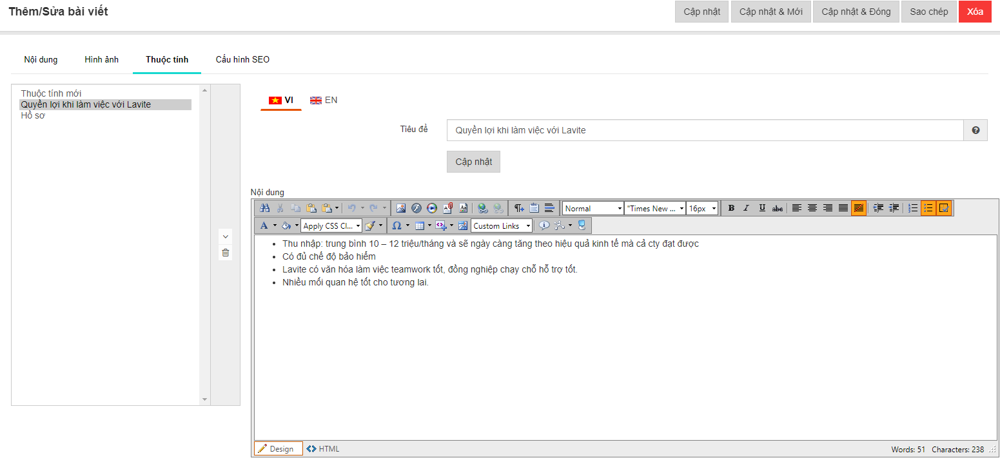 Thêm/Sửa bài viết
Cập nhật
Cập nhật & Mới
Cập nhật & Đóng
Sao chép
Xóa
Nội dung
Hình ảnh
Thuộc tính
Cấu hình SEO
Thuộc tính mới
Quyền lợi khi làm việc với Lavite
Hồ sơ
VI
EN
Tiêu đề
Quyền lợi khi làm việc với Lavite
Cập nhật
Nội dung
Normal
"Times New ...
16px
B I U abc
A
Apply CSS Cl...
Ω
Custom Links
• Thu nhập: trung bình 10 – 12 triệu/tháng và sẽ ngày càng tăng theo hiệu quả kinh tế mà cả cty đạt được
• Có đủ chế độ bảo hiểm
• Lavite có văn hóa làm việc teamwork tốt, đồng nghiệp chạy chỗ hỗ trợ tốt.
• Nhiều mối quan hệ tốt cho tương lai.
Design
HTML
Words: 51 Characters: 238